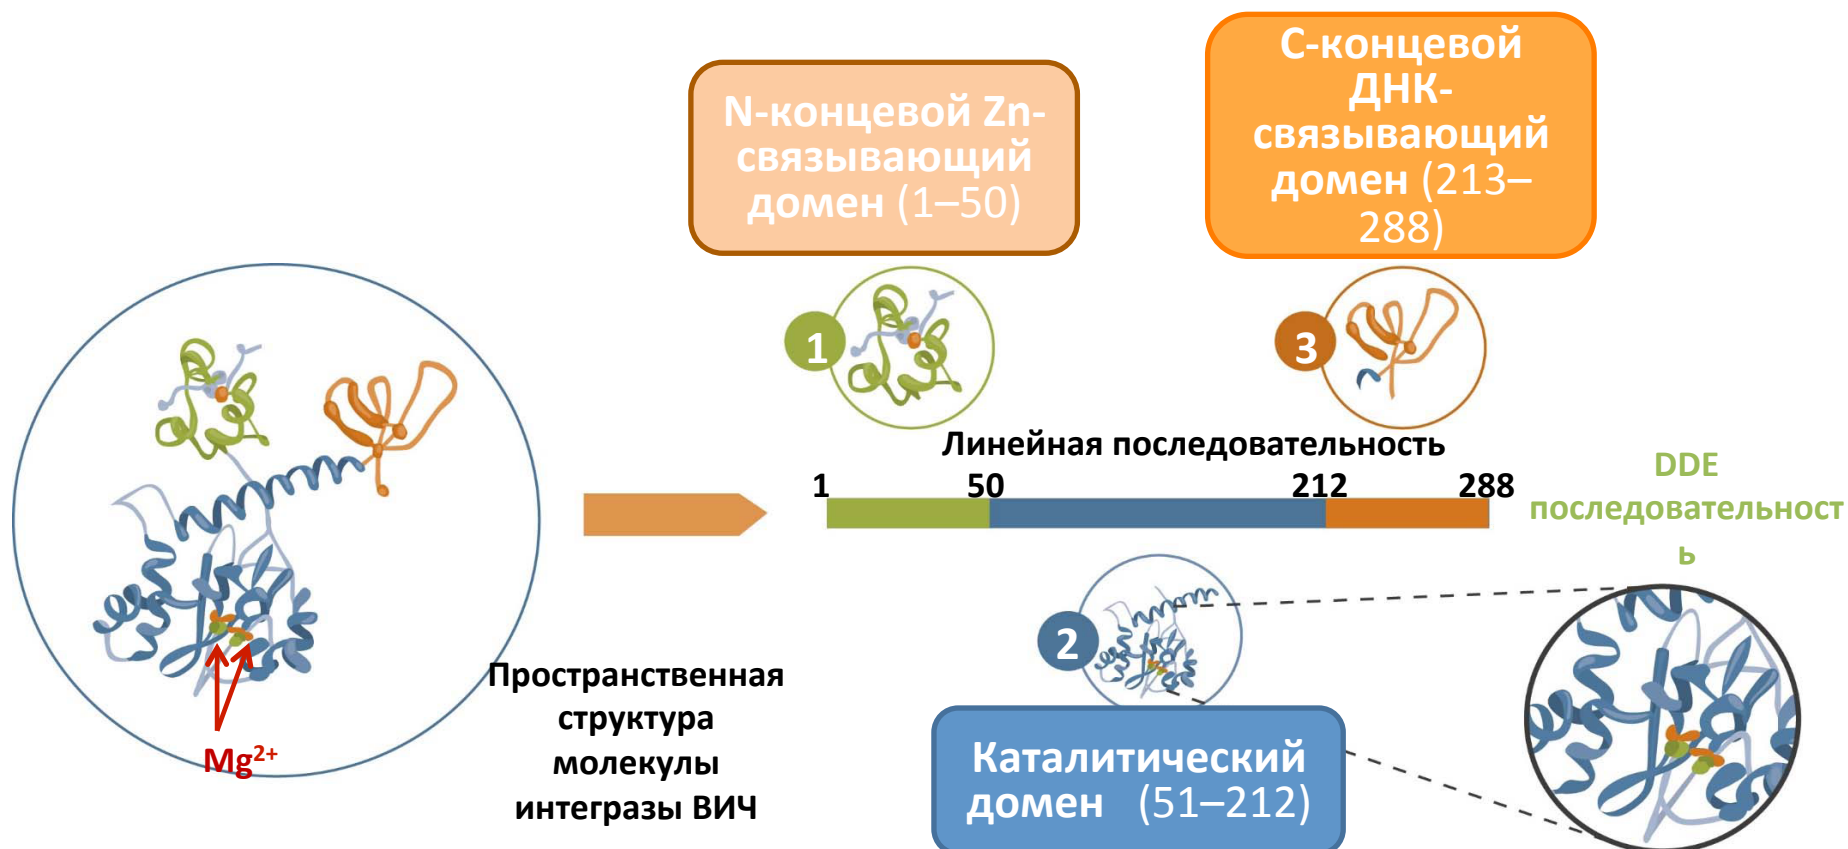 N-концевой Zn-
связывающий
домен (1–50)
С-концевой
ДНК-
связывающий
домен (213–
288)
1
3
Линейная последовательность
1 50 212 288
DDE
последовательност
ь
2
Mg²⁺
Пространственная
структура
молекулы
интегразы ВИЧ
Каталитический
домен (51–212)